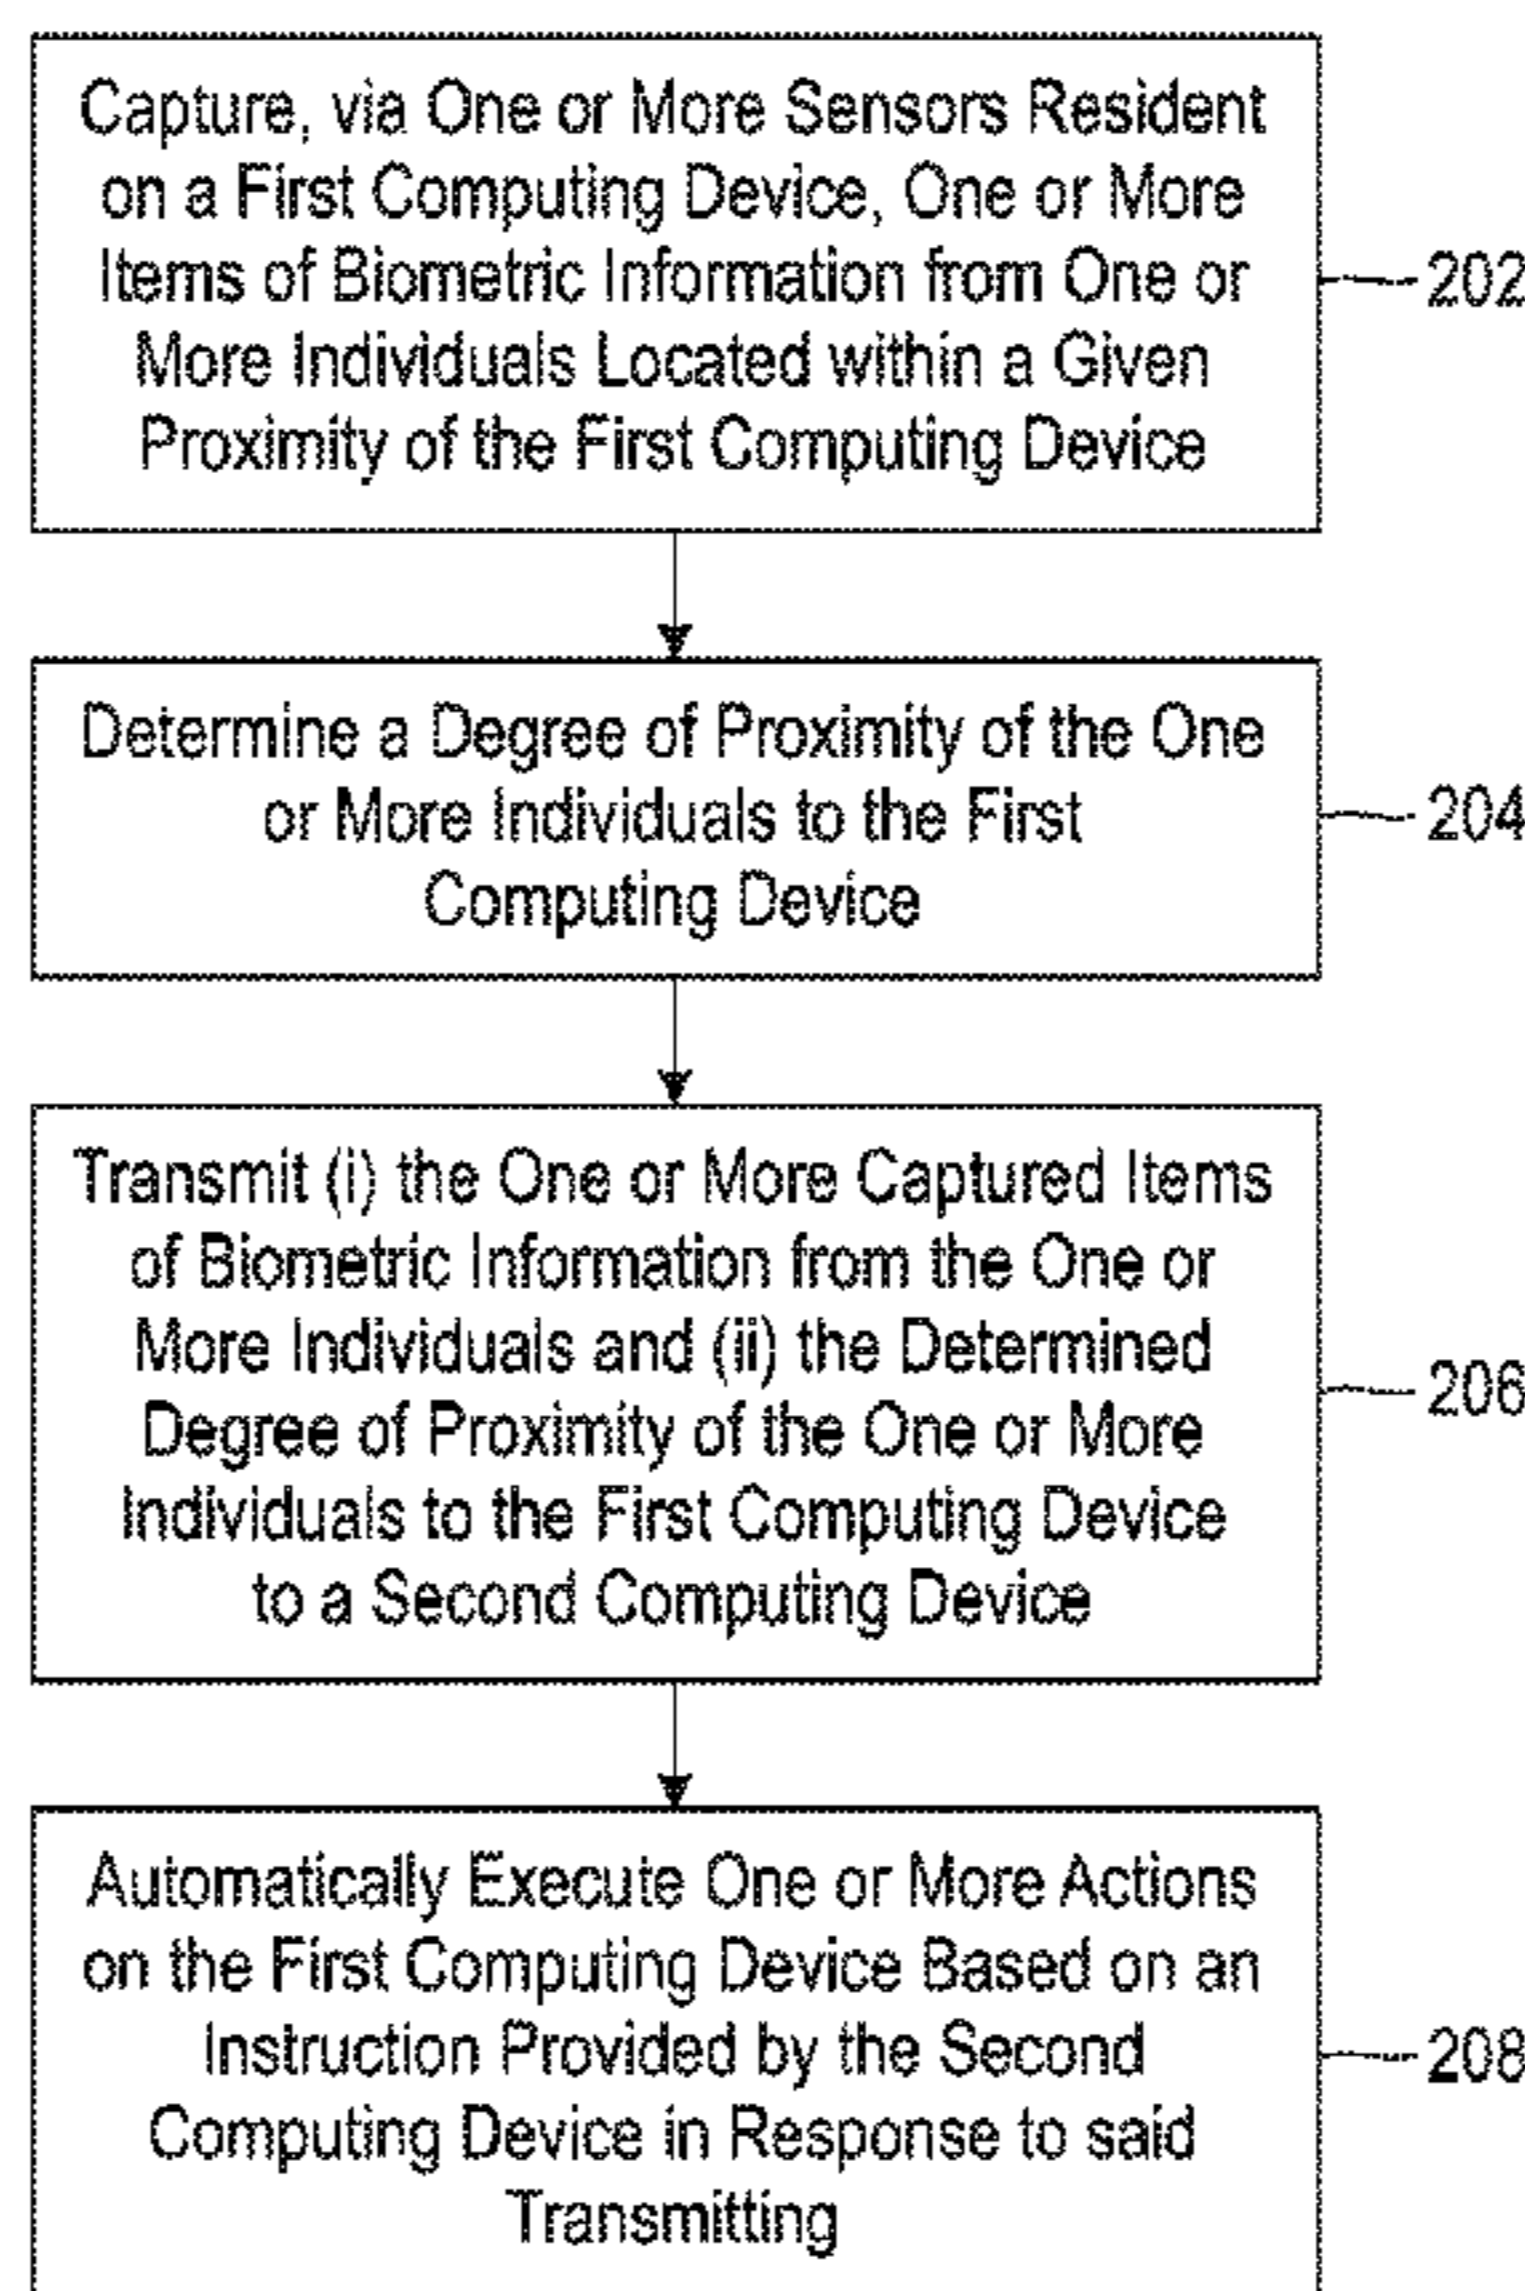 Capture, via One or More Sensors Resident
on a First Computing Device, One or More
Items of Biometric Information from One or
More Individuals Located within a Given
Proximity of the First Computing Device
202
Determine a Degree of Proximity of the One
or More Individuals to the First
Computing Device
204
Transmit (i) the One or More Captured Items
of Biometric Information from the One or
More Individuals and (ii) the Determined
Degree of Proximity of the One or More
Individuals to the First Computing Device
to a Second Computing Device
206
Automatically Execute One or More Actions
on the First Computing Device Based on an
Instruction Provided by the Second
Computing Device in Response to said
Transmitting
208